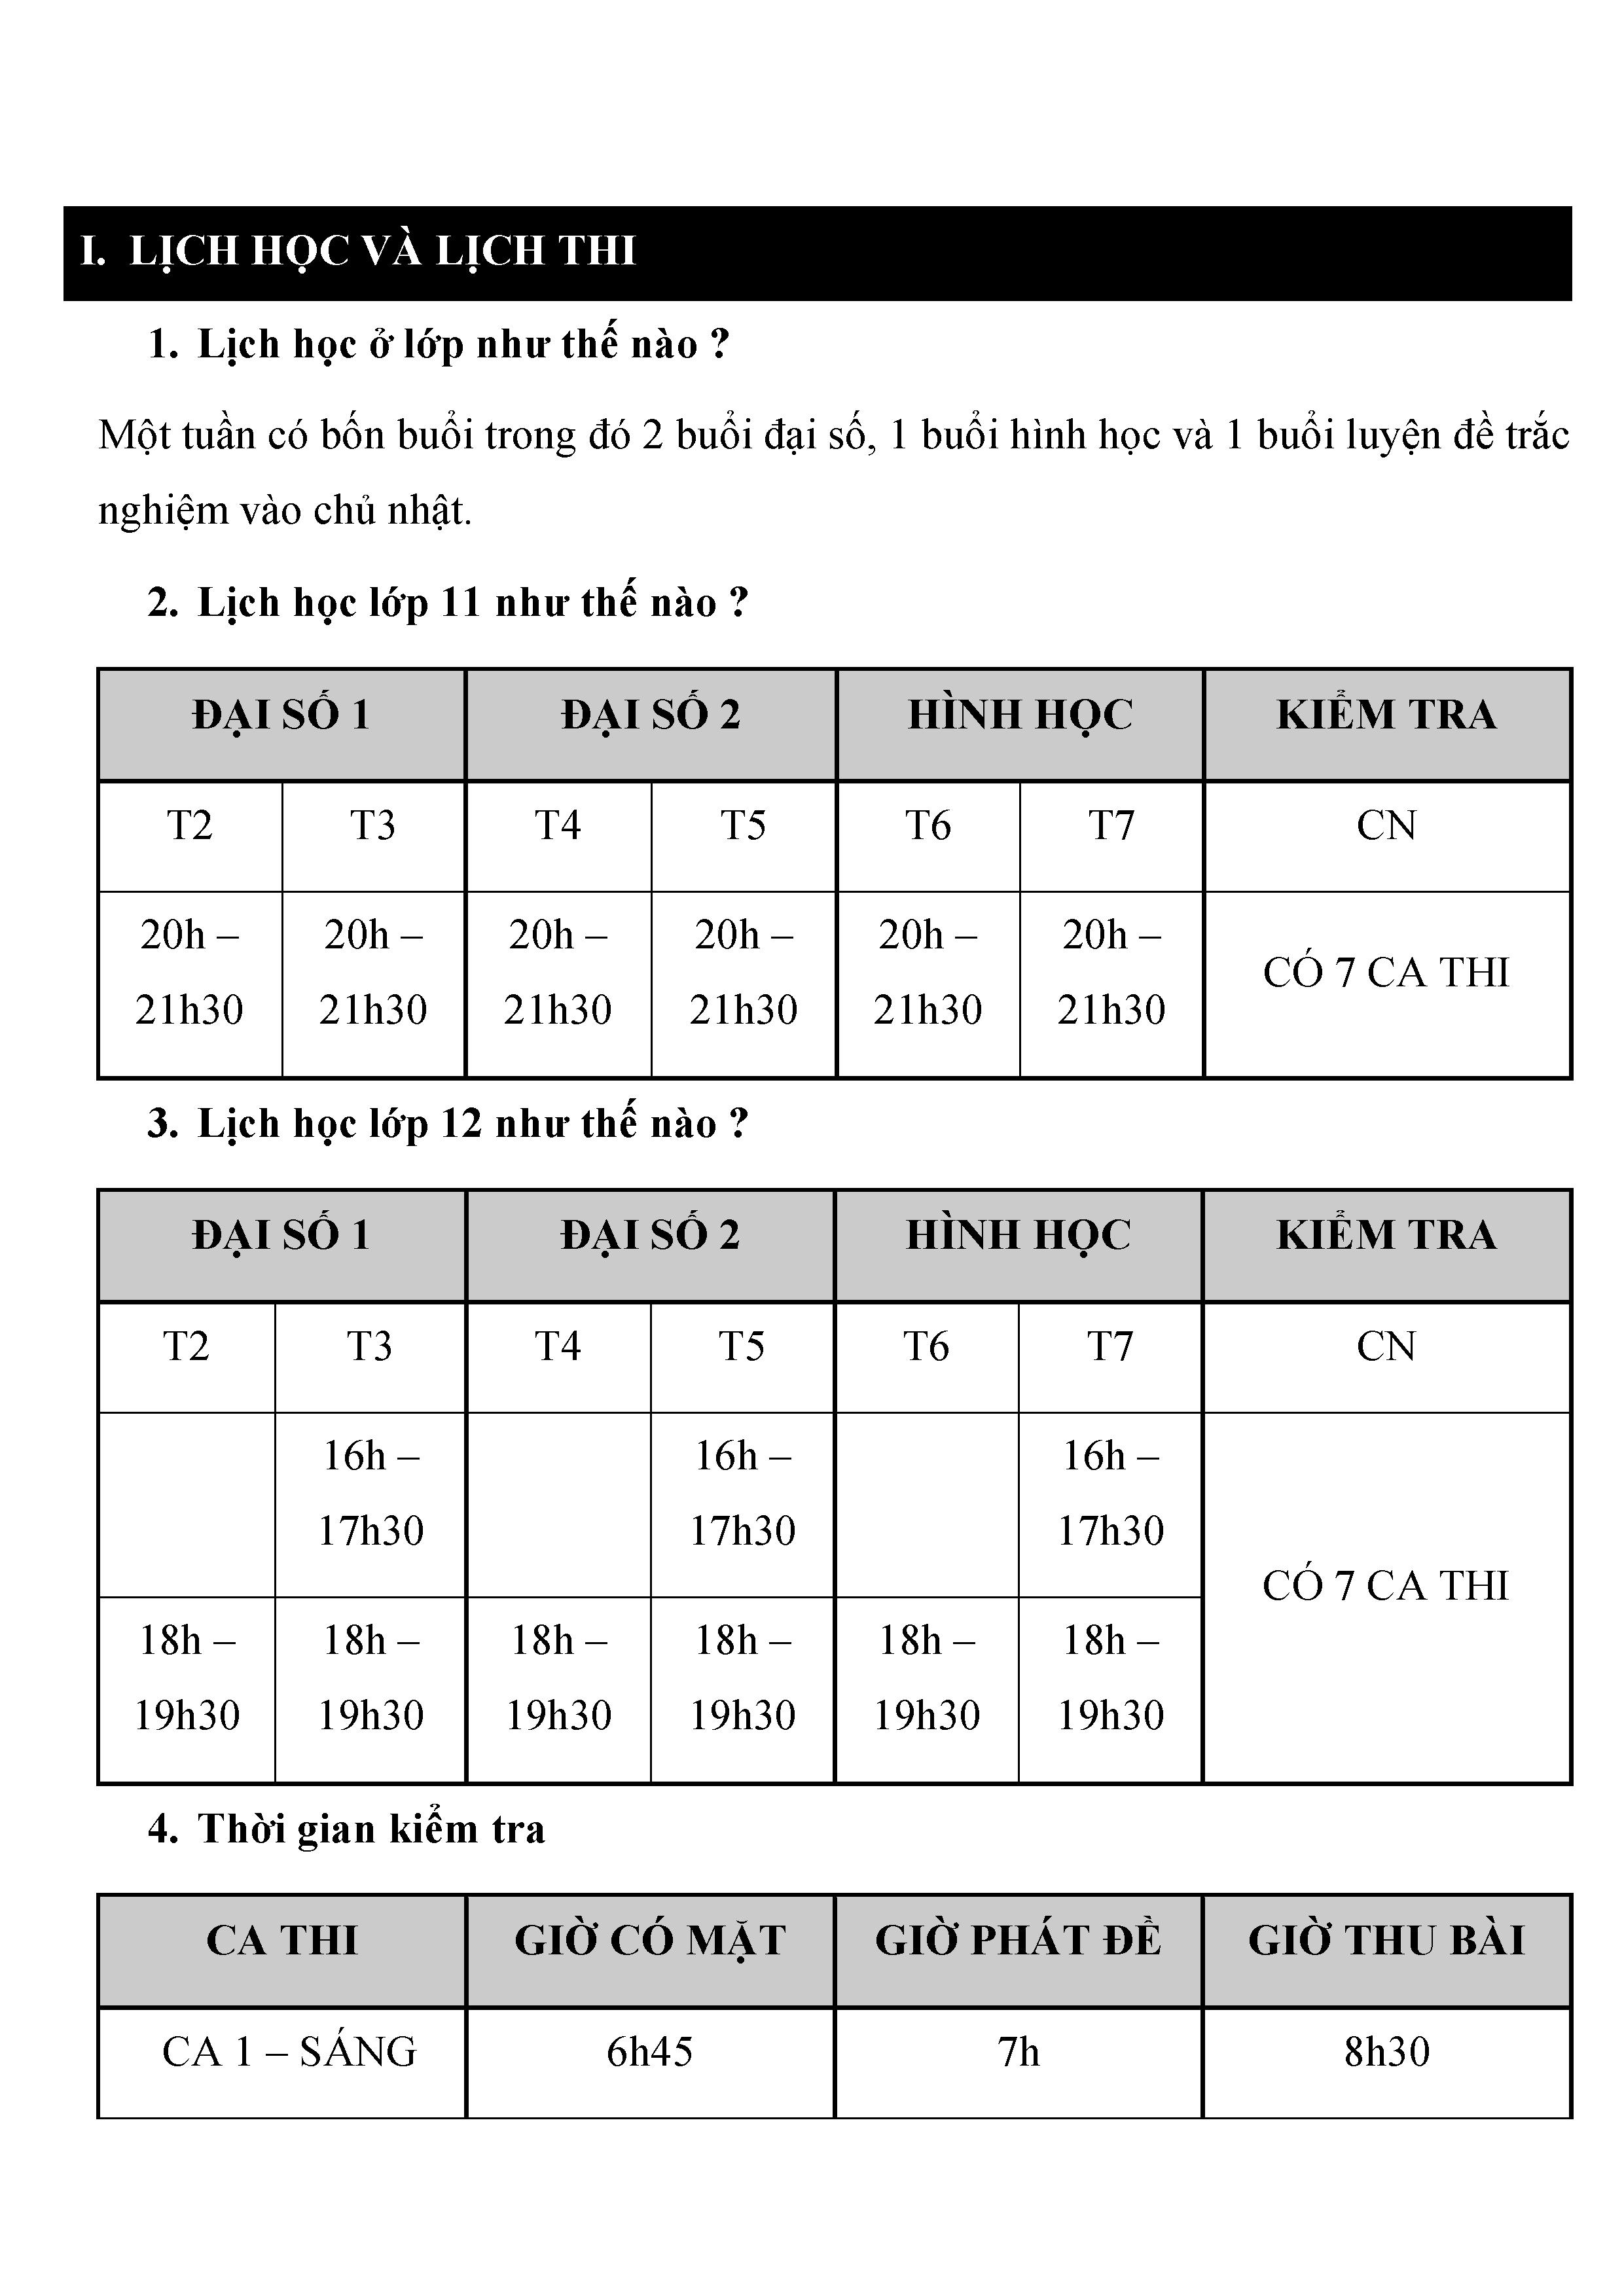 I. LỊCH HỌC VÀ LỊCH THI
1. Lịch học ở lớp như thế nào ?
Một tuần có bốn buổi trong đó 2 buổi đại số, 1 buổi hình học và 1 buổi luyện đề trắc
nghiệm vào chủ nhật.
2. Lịch học lớp 11 như thế nào ?
ĐẠI SỐ 1 ĐẠI SỐ 2 HÌNH HỌC KIỂM TRA
T2 T3 T4 T5 T6 T7 CN
20h – 20h – 20h – 20h – 20h – 20h –
CÓ 7 CA THI
21h30 21h30 21h30 21h30 21h30 21h30
3. Lịch học lớp 12 như thế nào ?
ĐẠI SỐ 1 ĐẠI SỐ 2 HÌNH HỌC KIỂM TRA
T2 T3 T4 T5 T6 T7 CN
16h – 16h – 16h –
17h30 17h30 17h30
CÓ 7 CA THI
18h – 18h – 18h – 18h – 18h – 18h –
19h30 19h30 19h30 19h30 19h30 19h30
4. Thời gian kiểm tra
CA THI GIỜ CÓ MẶT GIỜ PHÁT ĐỀ GIỜ THU BÀI
CA 1 – SÁNG 6h45 7h 8h30